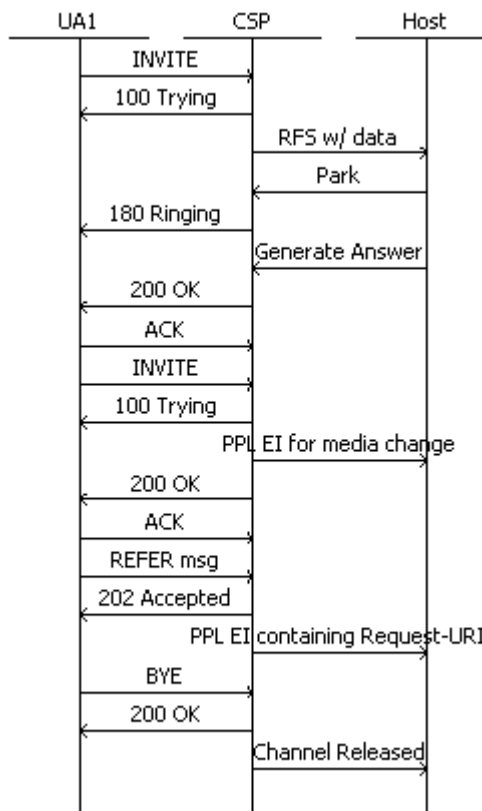 UA1 CSP Host
INVITE
100 Trying
RFS w/ data
Park
180 Ringing
Generate Answer
200 OK
ACK
INVITE
100 Trying
PPL EI for media change
200 OK
ACK
REFER msg
202 Accepted
PPL EI containing Request-URI
BYE
200 OK
Channel Released